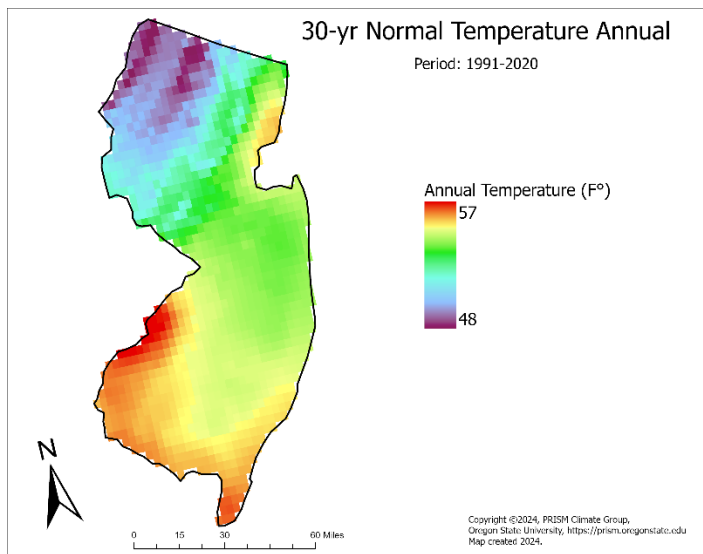 30-yr Normal Temperature Annual
Period: 1991-2020
Annual Temperature (F°)
57
48
N
0 15 30 60 Miles
Copyright ©2024, PRISM Climate Group,
Oregon State University, https://prism.oregonstate.edu
Map created 2024.